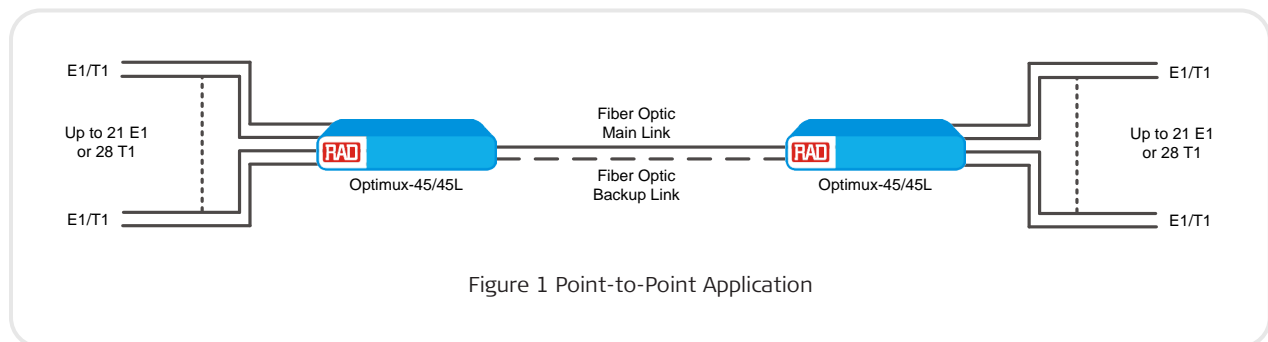 E1/T1
Up to 21 E1
or 28 T1
E1/T1
RAD
Optimux-45/45L
Fiber Optic
Main Link
Fiber Optic
Backup Link
RAD
Optimux-45/45L
E1/T1
Up to 21 E1
or 28 T1
E1/T1
Figure 1 Point-to-Point Application